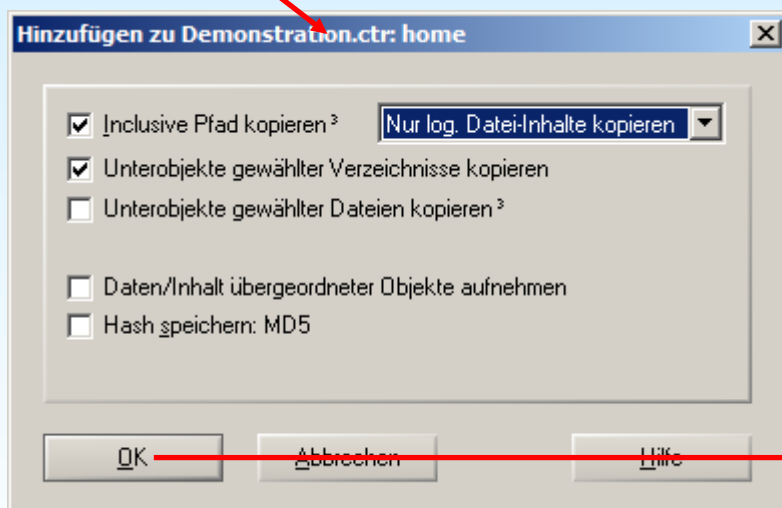 Hinzufügen zu Demonstration.ctr: home
Inclusive Pfad kopieren ³ Nur log. Datei-Inhalte kopieren
Unterobjekte gewählter Verzeichnisse kopieren
Unterobjekte gewählter Dateien kopieren ³
Daten/Inhalt übergeordneter Objekte aufnehmen
Hash speichern: MD5
OK Abbrechen Hilfe